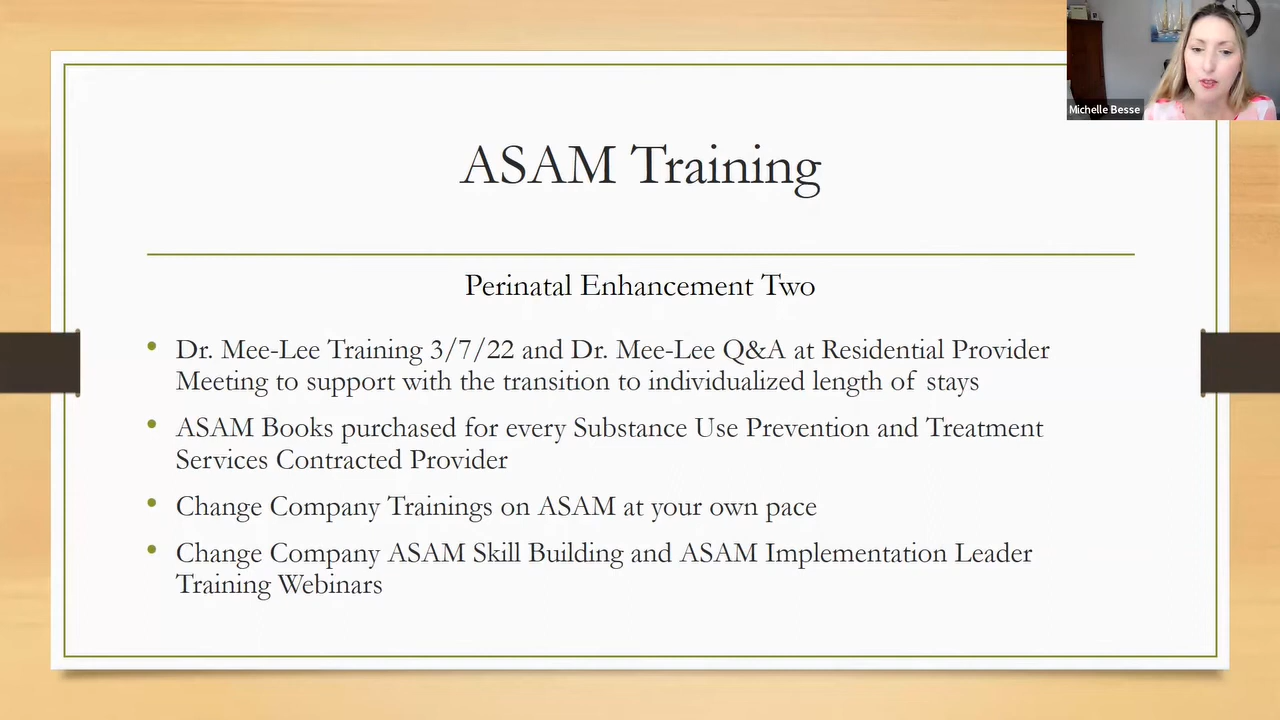 Michelle Besse
ASAM Training
Perinatal Enhancement Two
• Dr. Mee-Lee Training 3/7/22 and Dr. Mee-Lee Q&A at Residential Provider
Meeting to support with the transition to individualized length of stays
• ASAM Books purchased for every Substance Use Prevention and Treatment
Services Contracted Provider
• Change Company Trainings on ASAM at your own pace
• Change Company ASAM Skill Building and ASAM Implementation Leader
Training Webinars